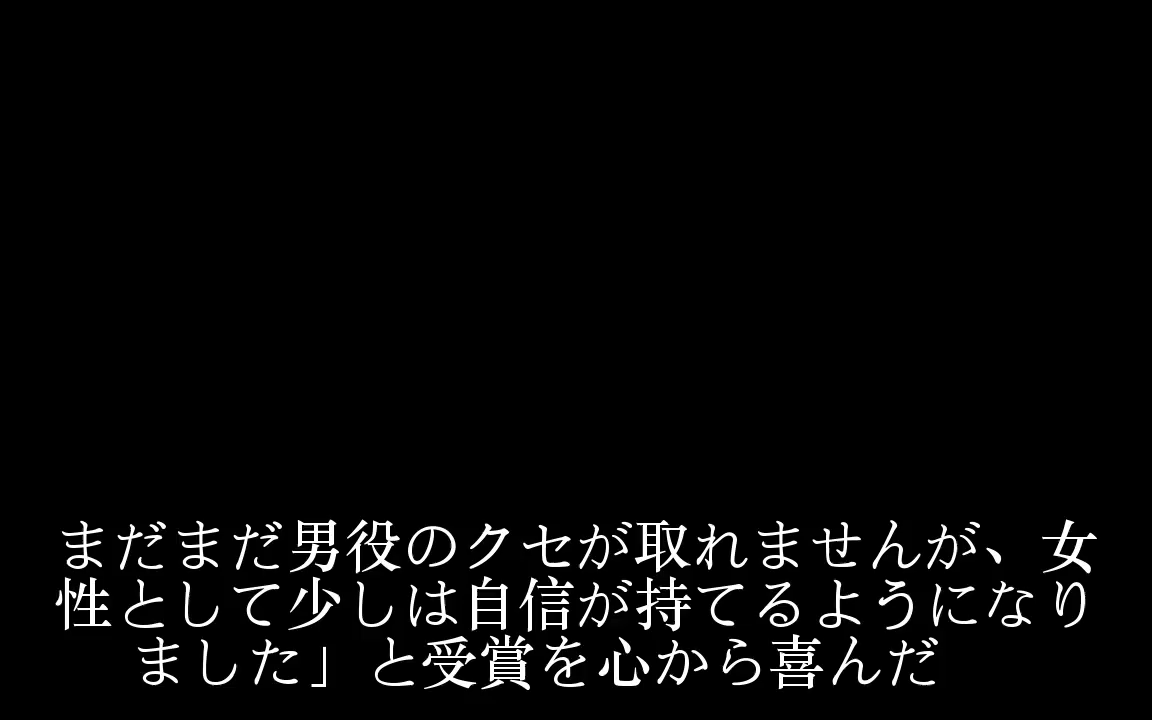 まだまだ男役のクセが取れませんが、女
性として少しは自信が持てるようになり
ました」と受賞を心から喜んだ